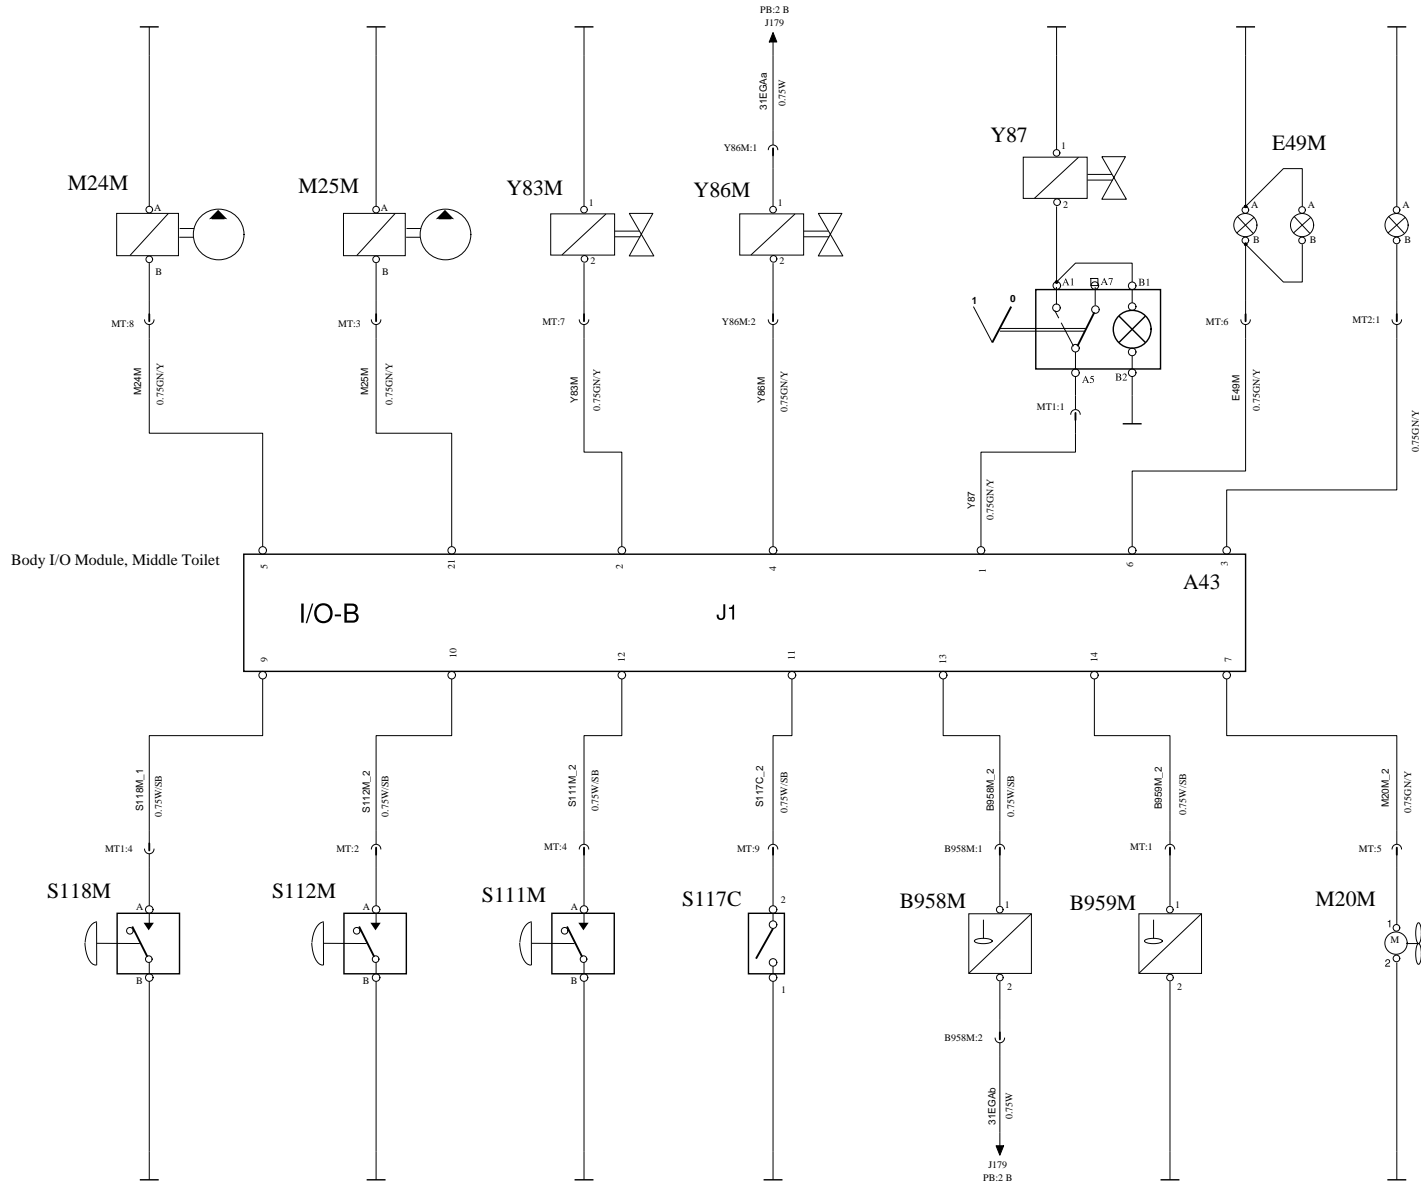 PB:2 B
J179
31EGAa
0.75W
Y86M:1
M24M
M25M
Y83M
Y86M
Y87
E49M
A
A
1
1
1
2
A
A
A
B
B
2
2
B
B
B
A1
A7
B1
1
0
MT:8
MT:3
MT:7
Y86M:2
MT:6
MT2:1
A5
B2
MT1:1
M24M
0.75GN/Y
M25M
0.75GN/Y
Y83M
0.75GN/Y
Y86M
0.75GN/Y
E49M
0.75GN/Y
0.75GN/Y
Y87
0.75GN/Y
Body I/O Module, Middle Toilet
5
21
2
4
1
6
3
A43
I/O-B
J1
9
10
12
11
13
14
7
S118M_1
0.75W/SB
S112M_2
0.75W/SB
S111M_2
0.75W/SB
S117C_2
0.75W/SB
B958M_2
0.75W/SB
B959M_2
0.75W/SB
M20M_2
0.75GN/Y
MT1:4
MT:2
MT:4
MT:9
B958M:1
MT:1
MT:5
S118M
S112M
S111M
S117C
B958M
B959M
M20M
A
A
A
2
1
1
1
M
2
B
B
B
1
2
2
B958M:2
31EGAb
0.75W
J179
PB:2 B